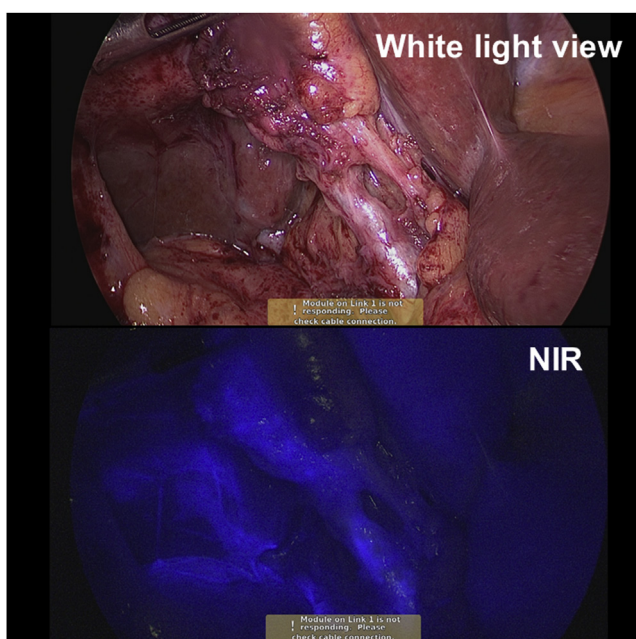 White light view
! Module on Link 1 is not
responding. Please
check cable connection.
NIR
! Module on Link 1 is not
responding. Please
check cable connection.